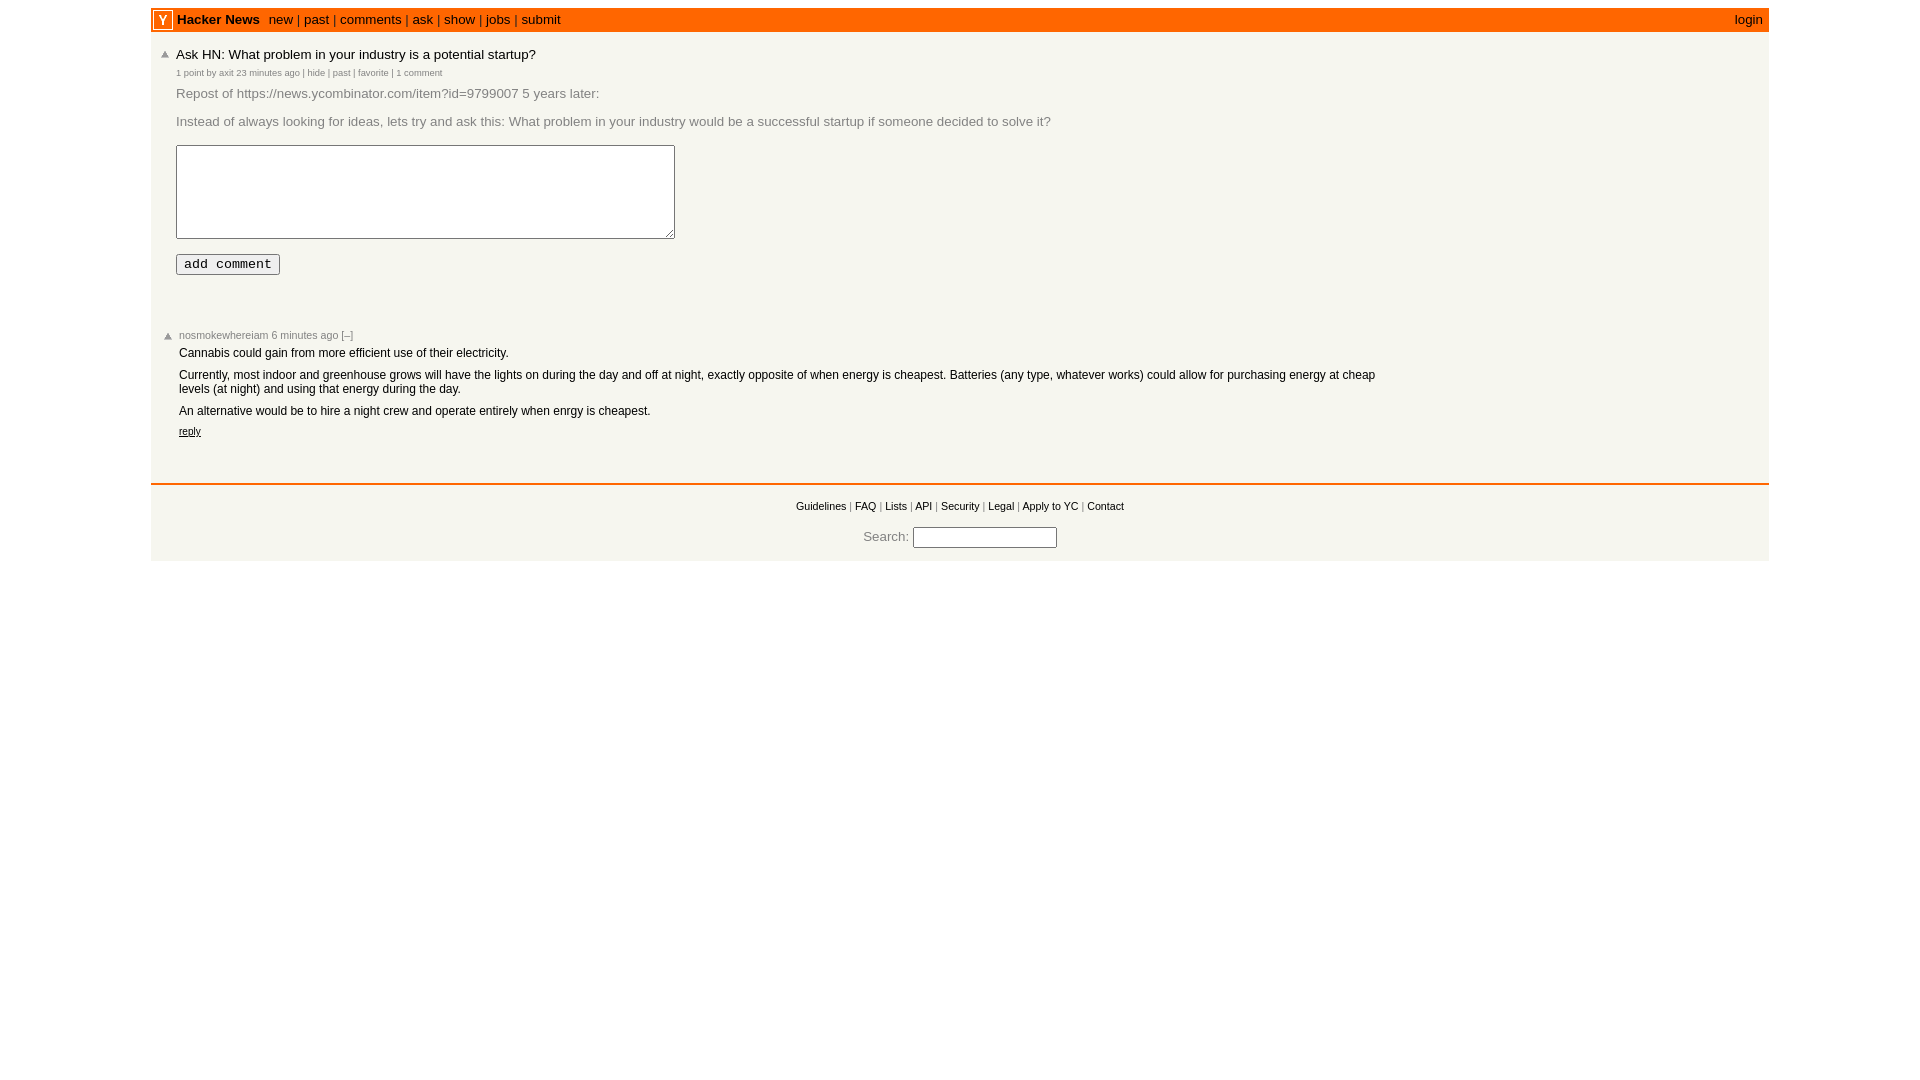 Y Hacker News new | past | comments | ask | show | jobs | submit login
Ask HN: What problem in your industry is a potential startup?
1 point by axit 23 minutes ago | hide | past | favorite | 1 comment
Repost of https://news.ycombinator.com/item?id=9799007 5 years later:
Instead of always looking for ideas, lets try and ask this: What problem in your industry would be a successful startup if someone decided to solve it?
add comment
nosmokewhereiam 6 minutes ago [–]
Cannabis could gain from more efficient use of their electricity.
Currently, most indoor and greenhouse grows will have the lights on during the day and off at night, exactly opposite of when energy is cheapest. Batteries (any type, whatever works) could allow for purchasing energy at cheap
levels (at night) and using that energy during the day.
An alternative would be to hire a night crew and operate entirely when enrgy is cheapest.
reply
Guidelines | FAQ | Lists | API | Security | Legal | Apply to YC | Contact
Search: